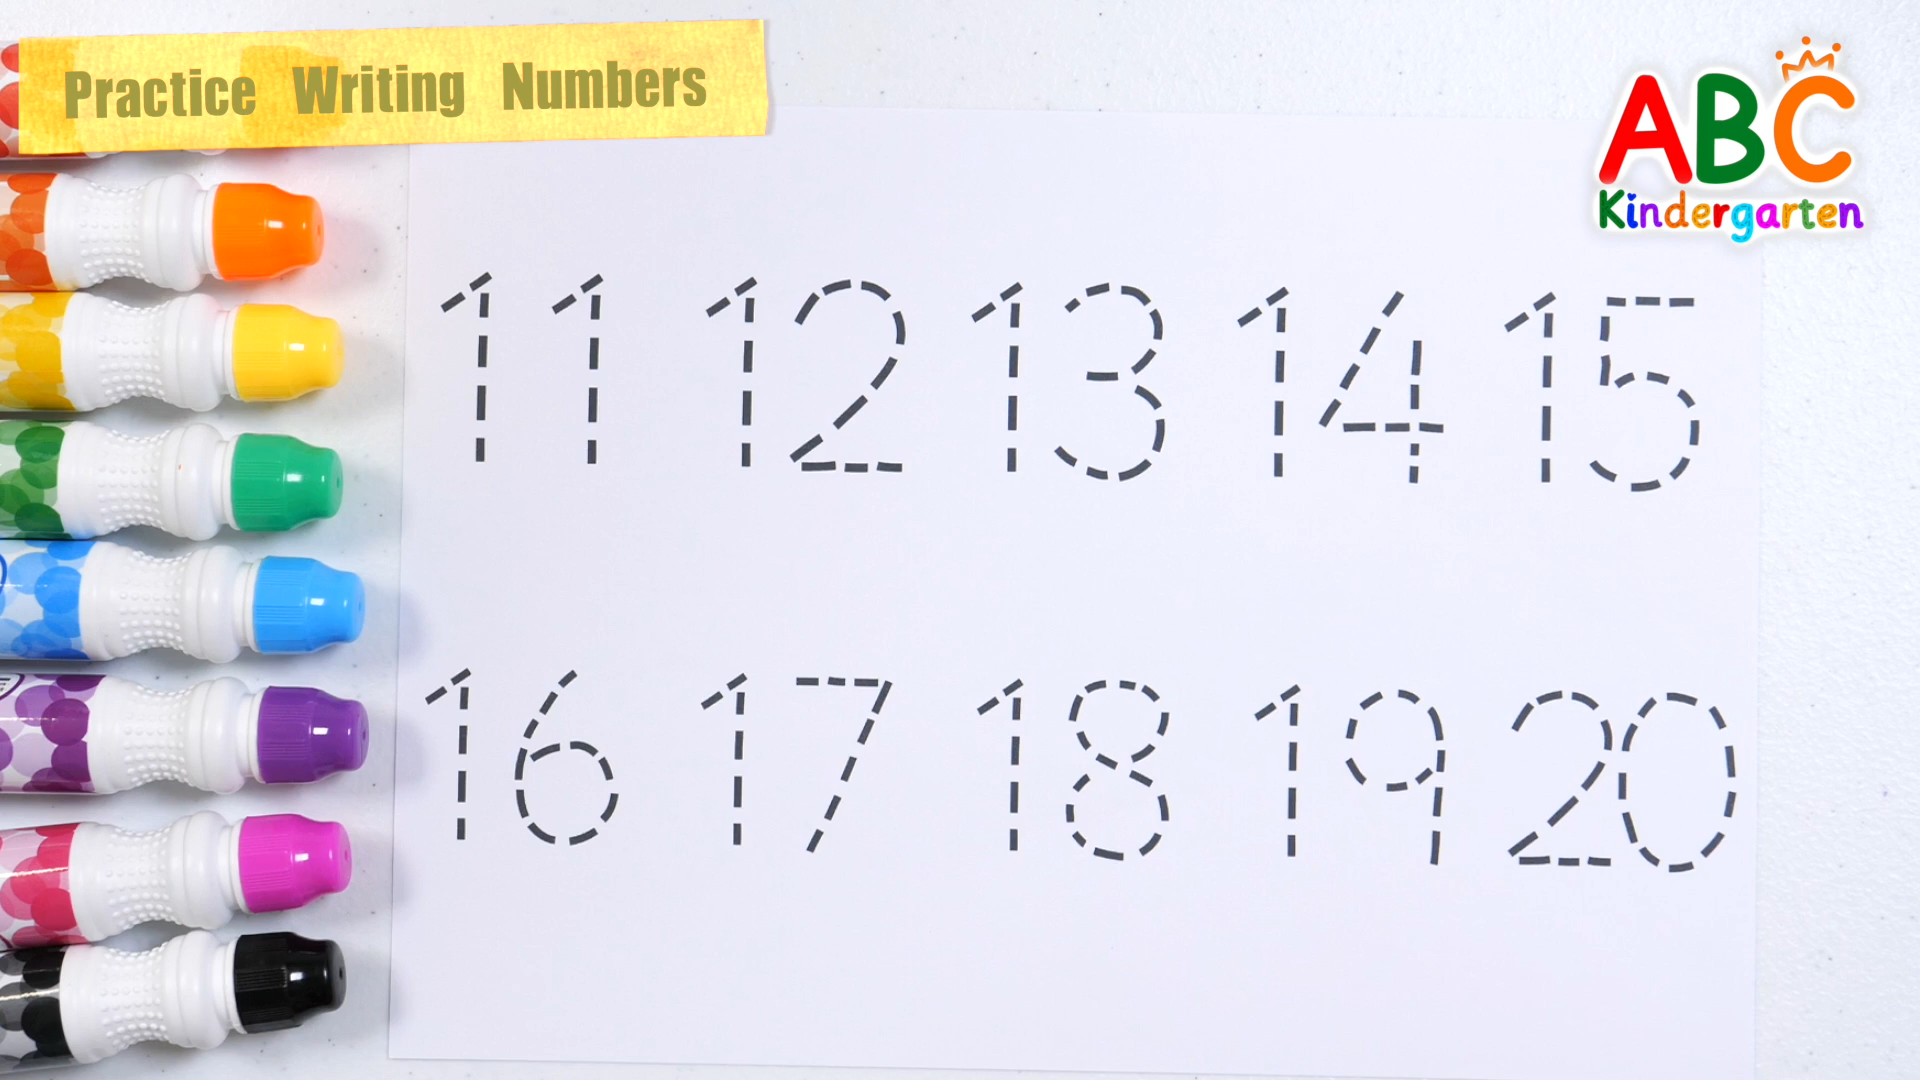 Practice Writing Numbers
ABC
Kindergarten
11 12 13 14 15
16 17 18 19 20